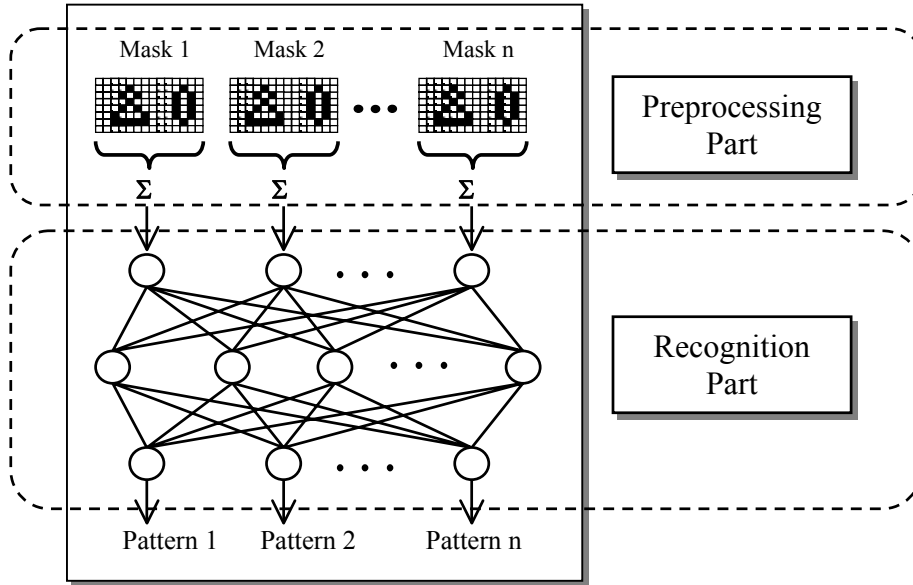 Mask 1 Mask 2 Mask n
Preprocessing
Part
Σ Σ Σ
Recognition
Part
Pattern 1 Pattern 2 Pattern n